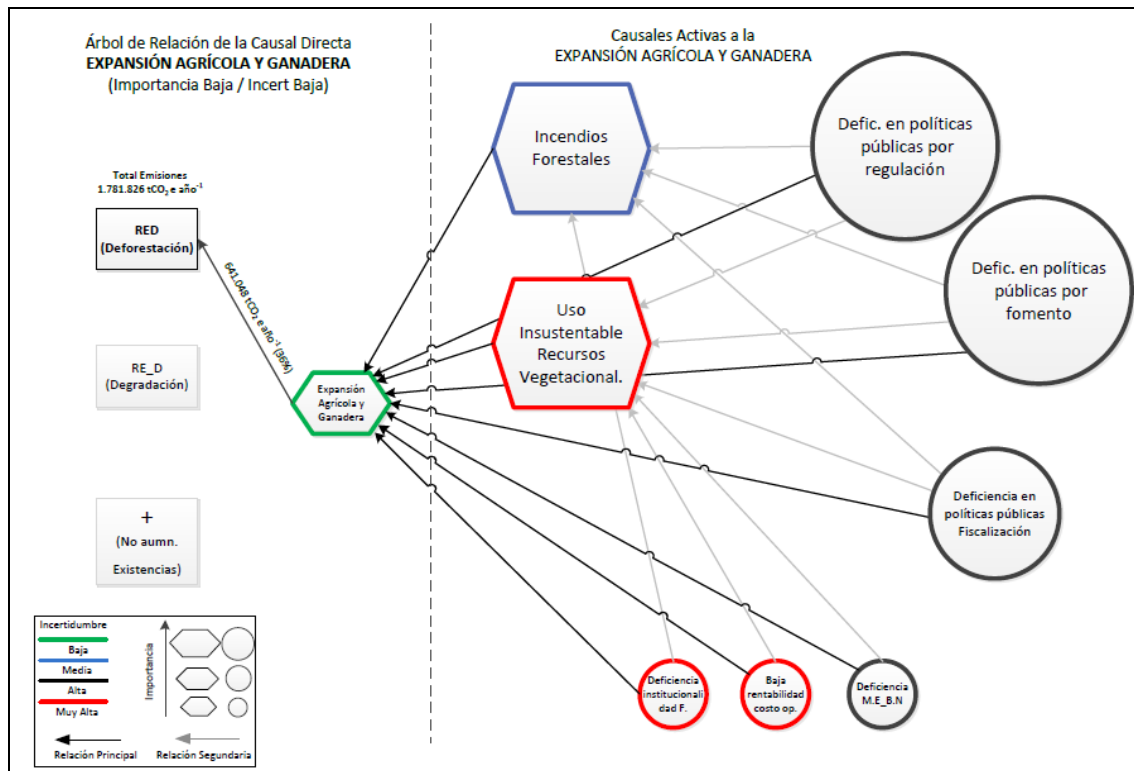 Árbol de Relación de la Causal Directa
EXPANSIÓN AGRÍCOLA Y GANADERA
(Importancia Baja / Incert Baja)
Causales Activas a la
EXPANSIÓN AGRÍCOLA Y GANADERA
Total Emisiones
1.781.826 tCO₂ e año⁻¹
RED
(Deforestación)
641.048 tCO₂ e año⁻¹ (36%)
RE_D
(Degradación)
+
(No aumn.
Existencias)
Expansión
Agrícola y
Ganadera
Incendios
Forestales
Uso
Insustentable
Recursos
Vegetacional.
Defic. en políticas
públicas por
regulación
Defic. en políticas
públicas por
fomento
Deficiencia en
políticas públicas
Fiscalización
Deficiencia
institucionali
dad F.
Baja
rentabilidad
costo op.
Deficiencia
M.E_B.N
Incertidumbre
Baja
Media
Alta
Muy Alta
Importancia
Relación Principal
Relación Segundaria